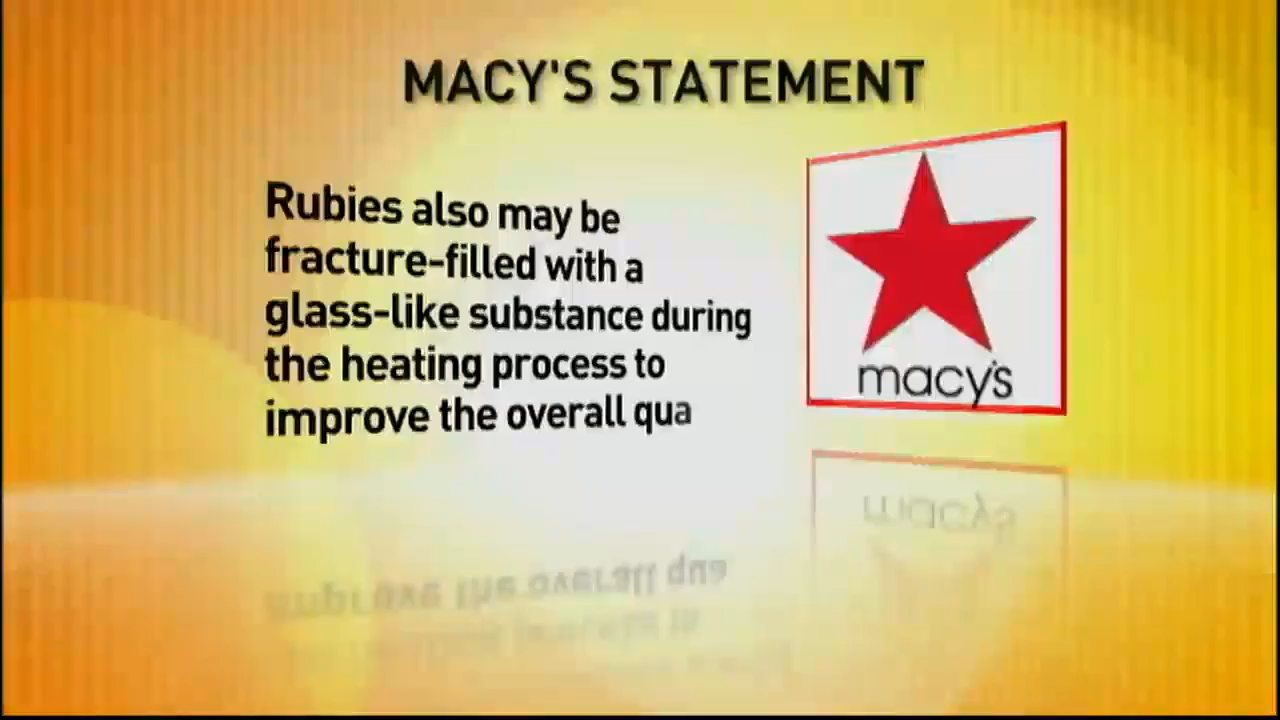 MACY'S STATEMENT
Rubies also may be
fracture-filled with a
glass-like substance during
the heating process to
improve the overall qua
macy's